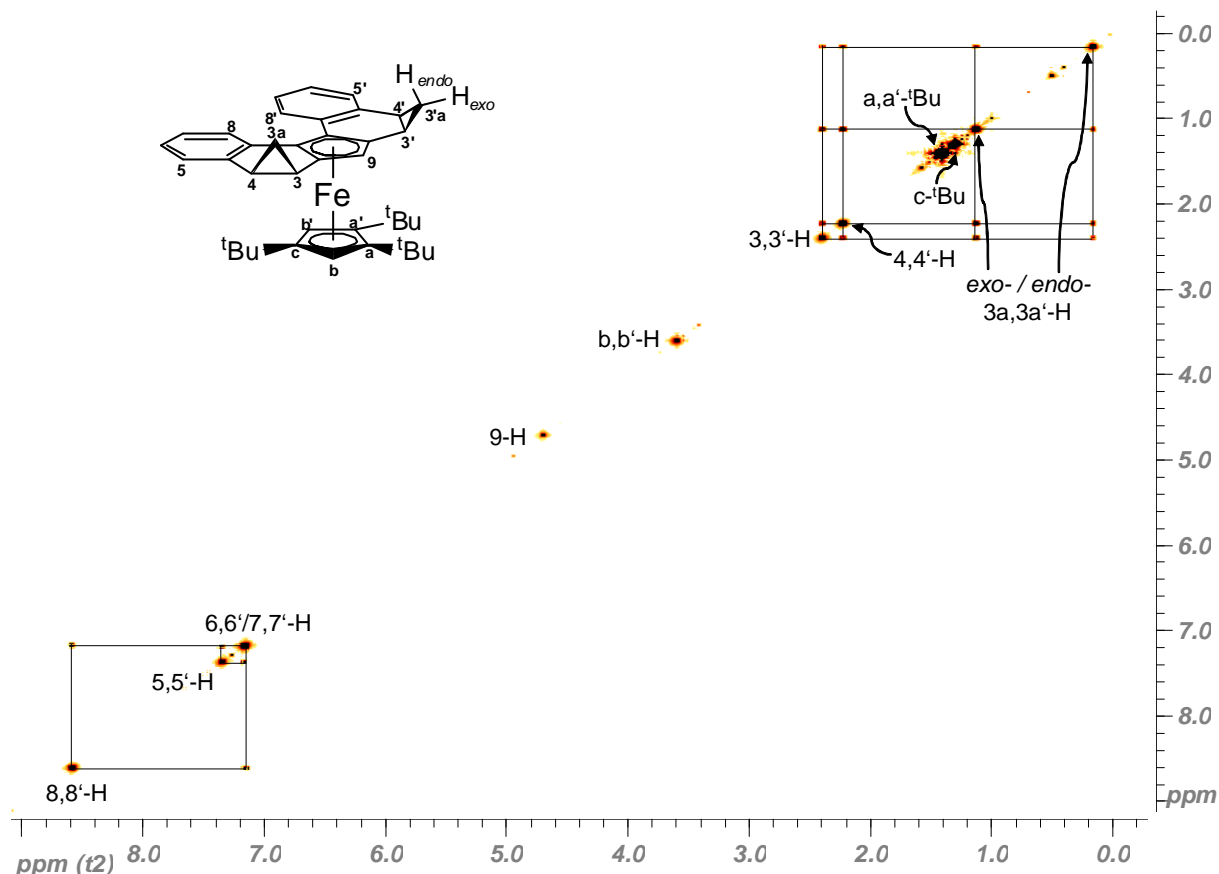 H endo
H exo
5'
4'
3'a
8'
3'
8
3a
9
5
4
3
Fe
tBu
b'
a'
tBu
c
a
tBu
b
a,a‘-tBu
c-tBu
3,3‘-H
4,4‘-H
exo- / endo-
3a,3a‘-H
b,b‘-H
9-H
6,6‘/7,7‘-H
5,5‘-H
8,8‘-H
0.0
1.0
2.0
3.0
4.0
5.0
6.0
7.0
8.0
ppm
ppm (t2)
8.0
7.0
6.0
5.0
4.0
3.0
2.0
1.0
0.0